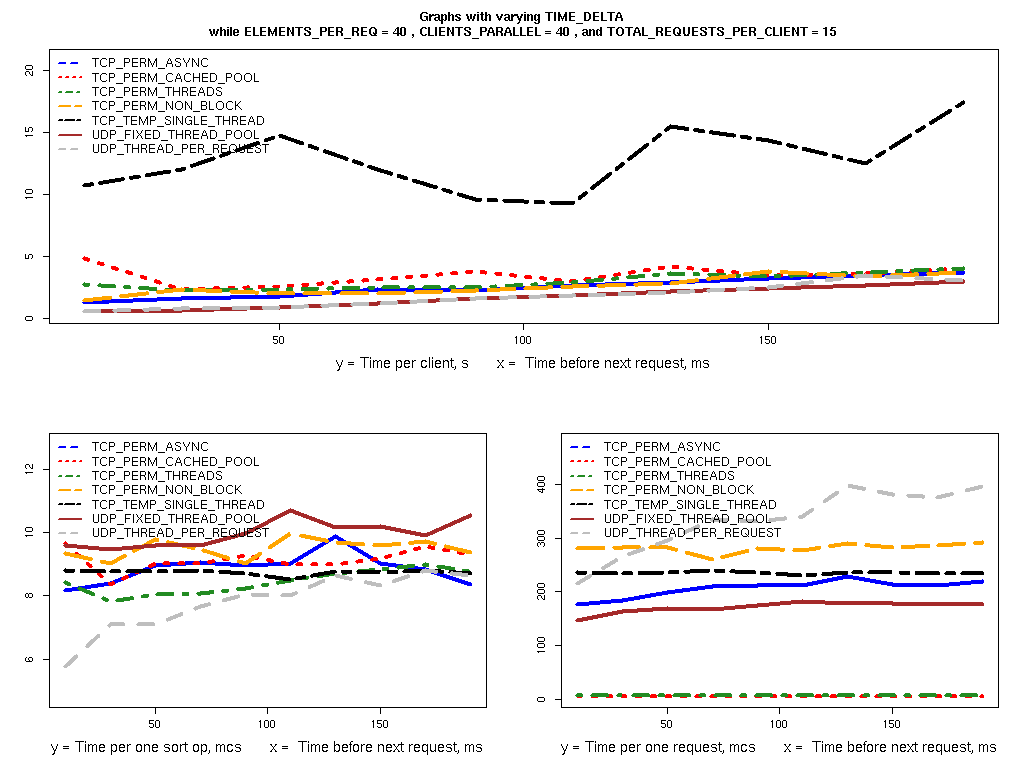 Graphs with varying TIME_DELTA
while ELEMENTS_PER_REQ = 40 , CLIENTS_PARALLEL = 40 , and TOTAL_REQUESTS_PER_CLIENT = 15
TCP_PERM_ASYNC
TCP_PERM_CACHED_POOL
TCP_PERM_THREADS
TCP_PERM_NON_BLOCK
TCP_TEMP_SINGLE_THREAD
UDP_FIXED_THREAD_POOL
UDP_THREAD_PER_REQUEST
20
15
10
5
0
50 100 150
y = Time per client, s x = Time before next request, ms
TCP_PERM_ASYNC
TCP_PERM_CACHED_POOL
TCP_PERM_THREADS
TCP_PERM_NON_BLOCK
TCP_TEMP_SINGLE_THREAD
UDP_FIXED_THREAD_POOL
UDP_THREAD_PER_REQUEST
12
10
8
6
50 100 150
y = Time per one sort op, mcs x = Time before next request, ms
TCP_PERM_ASYNC
TCP_PERM_CACHED_POOL
TCP_PERM_THREADS
TCP_PERM_NON_BLOCK
TCP_TEMP_SINGLE_THREAD
UDP_FIXED_THREAD_POOL
UDP_THREAD_PER_REQUEST
400
300
200
100
0
50 100 150
y = Time per one request, mcs x = Time before next request, ms